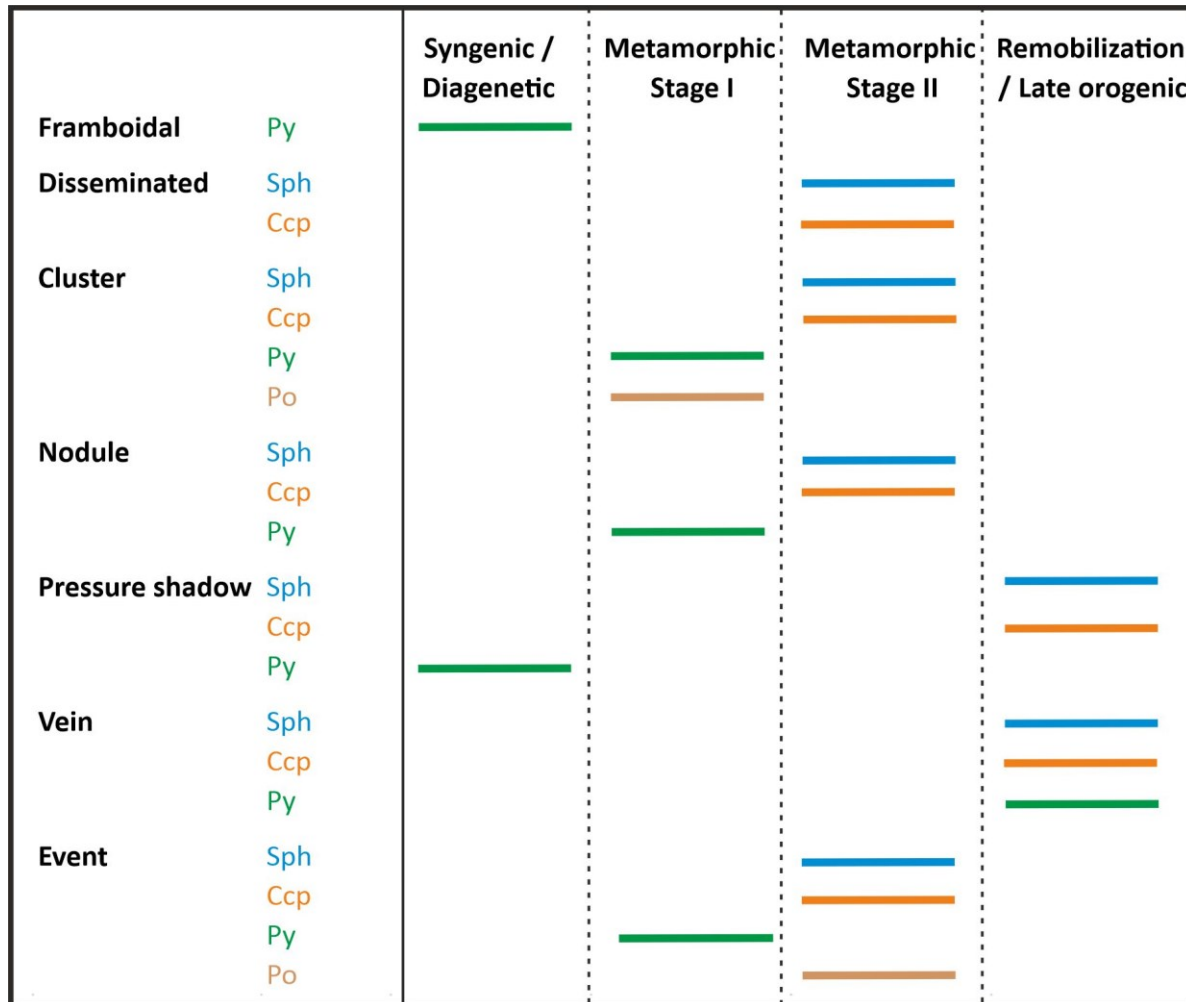 Syngenic / Metamorphic Metamorphic Remobilization
Diagenetic Stage I Stage II / Late orogenic
Framboidal Py
Disseminated Sph
Ccp
Cluster Sph
Ccp
Py
Po
Nodule Sph
Ccp
Py
Pressure shadow Sph
Ccp
Py
Vein Sph
Ccp
Py
Event Sph
Ccp
Py
Po